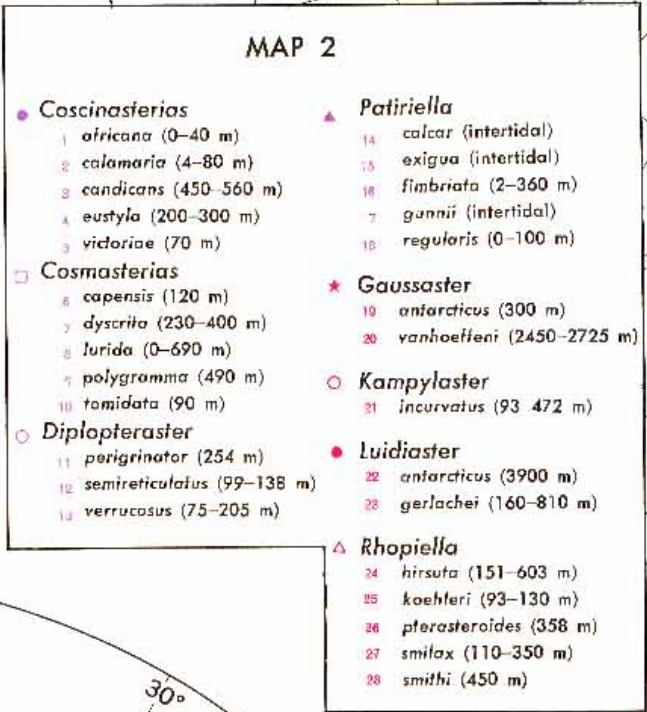 MAP 2
Coscinasterias
1 africana (0–40 m)
2 calamaria (4–80 m)
3 candicans (450–560 m)
4 eustyla (200–300 m)
victoriae (70 m)
Cosmasterias
6 capensis (120 m)
7 dyscrita (230–400 m)
8 lurida (0–690 m)
polygramma (490 m)
10 tomidata (90 m)
Diplopteraster
11 perigrinator (254 m)
12 semireticulatus (99–138 m)
13 verrucosus (75–205 m)
Patiriella
14 calcar (intertidal)
15 exigua (intertidal)
16 fimbriata (2–360 m)
7 gunnii (intertidal)
18 regularis (0–100 m)
Gaussaster
19 antarcticus (300 m)
20 vanhoeffeni (2450–2725 m)
Kampylaster
21 incurvatus (93 472 m)
Luidiaster
22 antarcticus (3900 m)
23 gerlachei (160–810 m)
Rhopiella
24 hirsuta (151–603 m)
25 koehleri (93–130 m)
26 pterasteroides (358 m)
27 smilax (110–350 m)
28 smithi (450 m)
30°